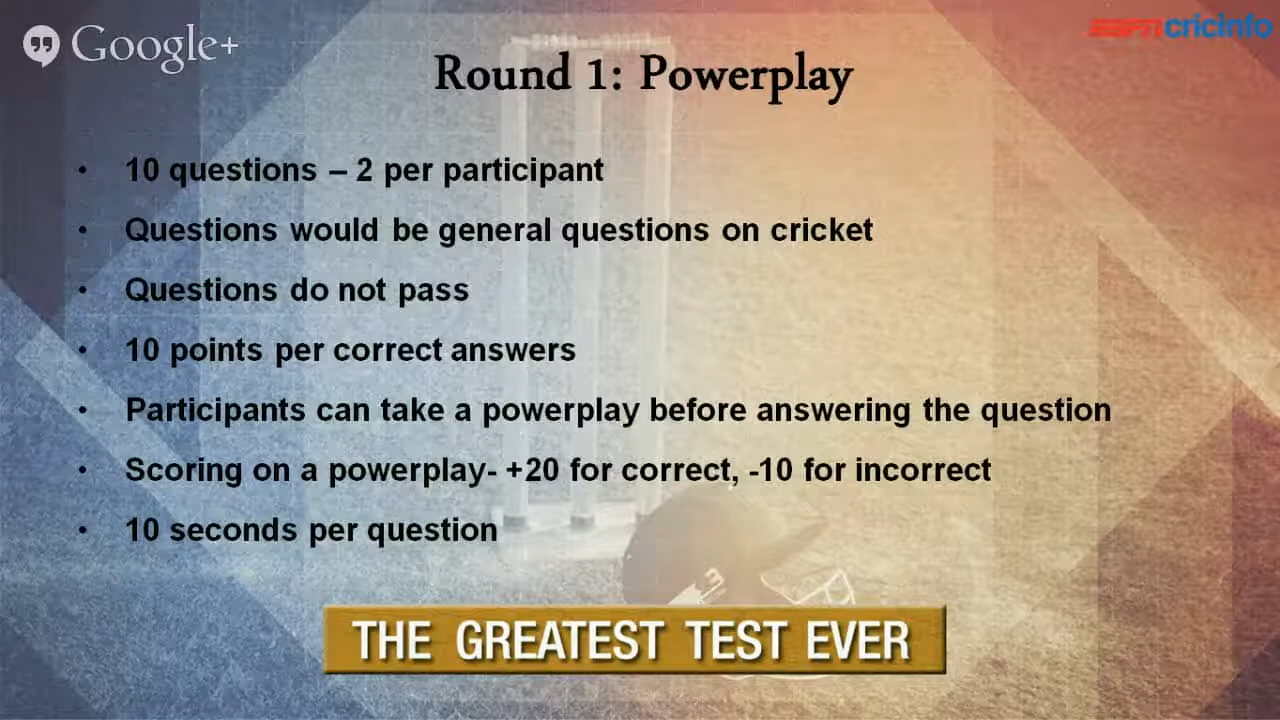 Google+
ESPN cricinfo
Round 1: Powerplay
• 10 questions – 2 per participant
• Questions would be general questions on cricket
• Questions do not pass
• 10 points per correct answers
• Participants can take a powerplay before answering the question
• Scoring on a powerplay- +20 for correct, -10 for incorrect
• 10 seconds per question
THE GREATEST TEST EVER